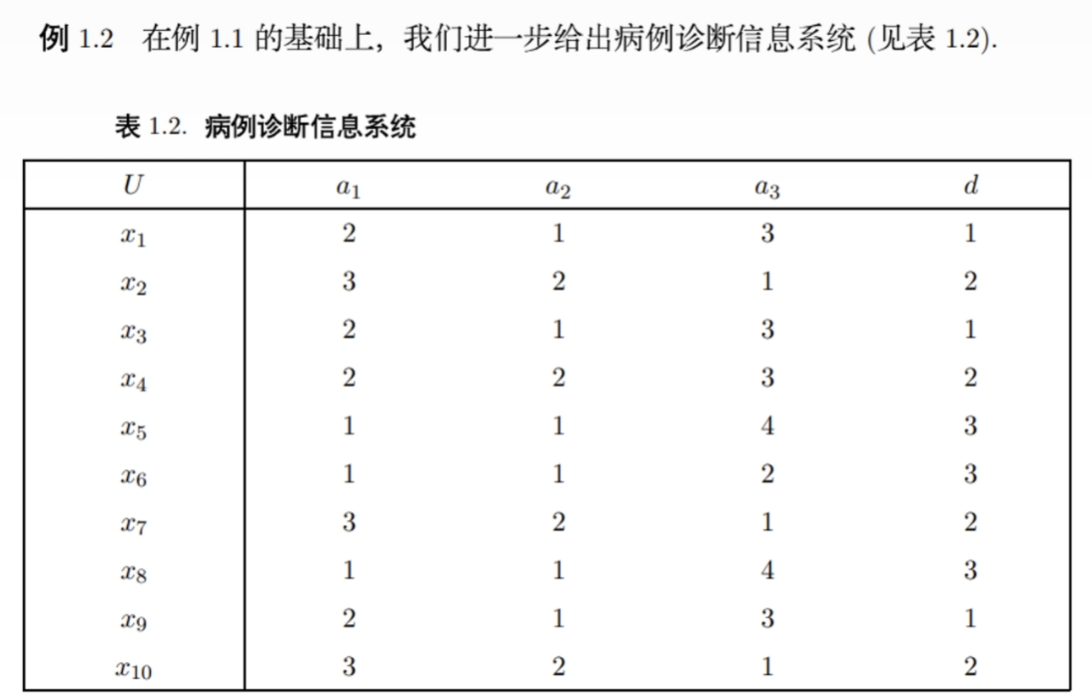 例 1.2 在例 1.1 的基础上，我们进一步给出病例诊断信息系统 (见表 1.2).
表 1.2. 病例诊断信息系统
U a₁ a₂ a₃ d
x₁ 2 1 3 1
x₂ 3 2 1 2
x₃ 2 1 3 1
x₄ 2 2 3 2
x₅ 1 1 4 3
x₆ 1 1 2 3
x₇ 3 2 1 2
x₈ 1 1 4 3
x₉ 2 1 3 1
x₁₀ 3 2 1 2